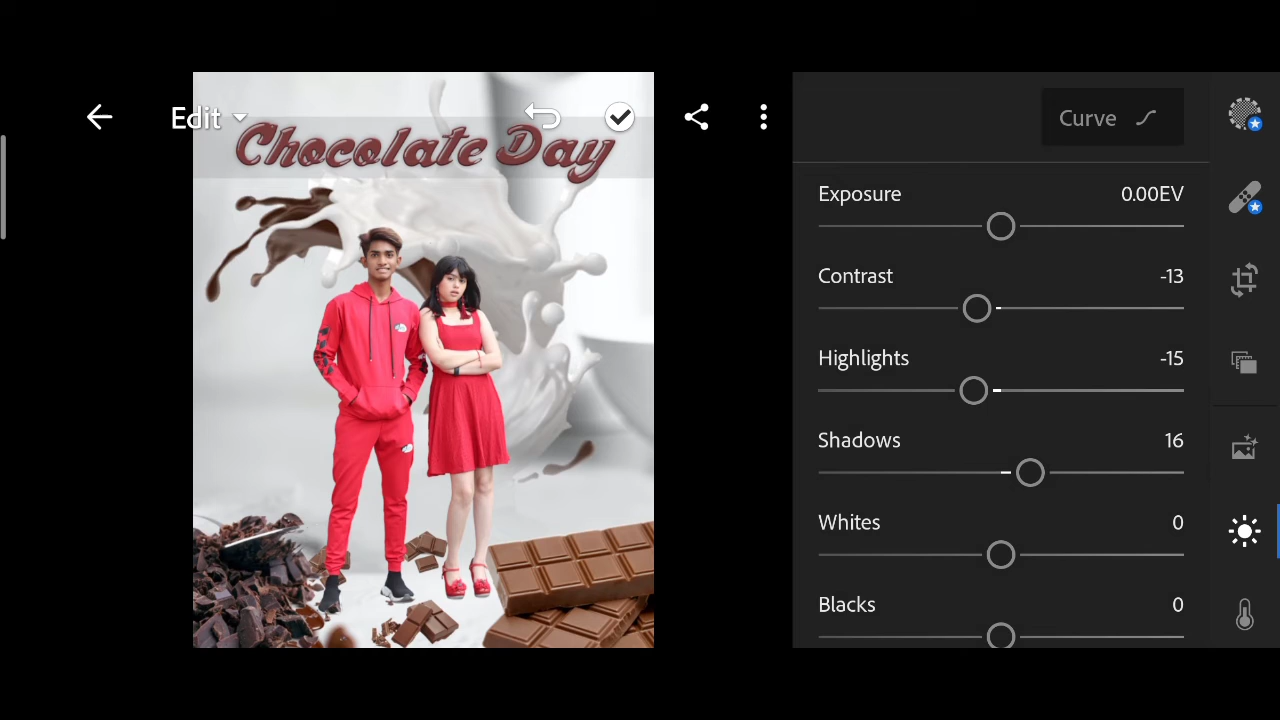 Edit
Chocolate Day
Curve
Exposure 0.00EV
Contrast -13
Highlights -15
Shadows 16
Whites 0
Blacks 0